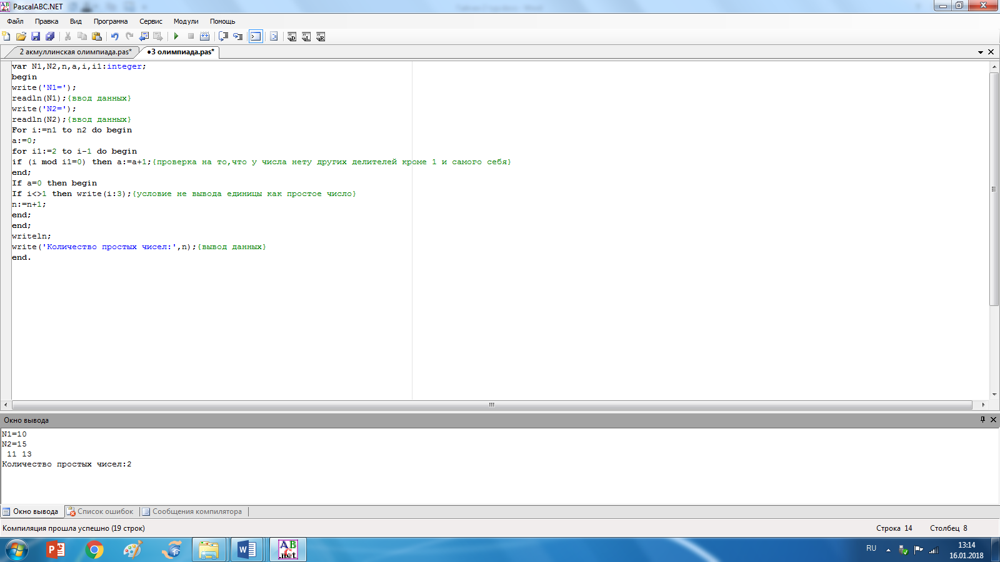 PascalABC.NET
Файл Правка Вид Программа Сервис Модули Помощь
2 акмуллинская олимпиада.pas* •3 олимпиада.pas*
var N1,N2,n,a,i,i1:integer;
begin
write('N1=');
readln(N1);{ввод данных}
write('N2=');
readln(N2);{ввод данных}
For i:=n1 to n2 do begin
a:=0;
for i1:=2 to i-1 do begin
if (i mod i1=0) then a:=a+1;{проверка на то,что у числа нету других делителей кроме 1 и самого себя}
end;
If a=0 then begin
If i<>1 then write(i:3);{условие не вывода единицы как простое число}
n:=n+1;
end;
end;
writeln;
write('Количество простых чисел:',n);{вывод данных}
end.
Окно вывода
N1=10
N2=15
11 13
Количество простых чисел:2
Окно вывода Список ошибок Сообщения компилятора
Компиляция прошла успешно (19 строк) Строка 14 Столбец 8
RU 13:14
16.01.2018